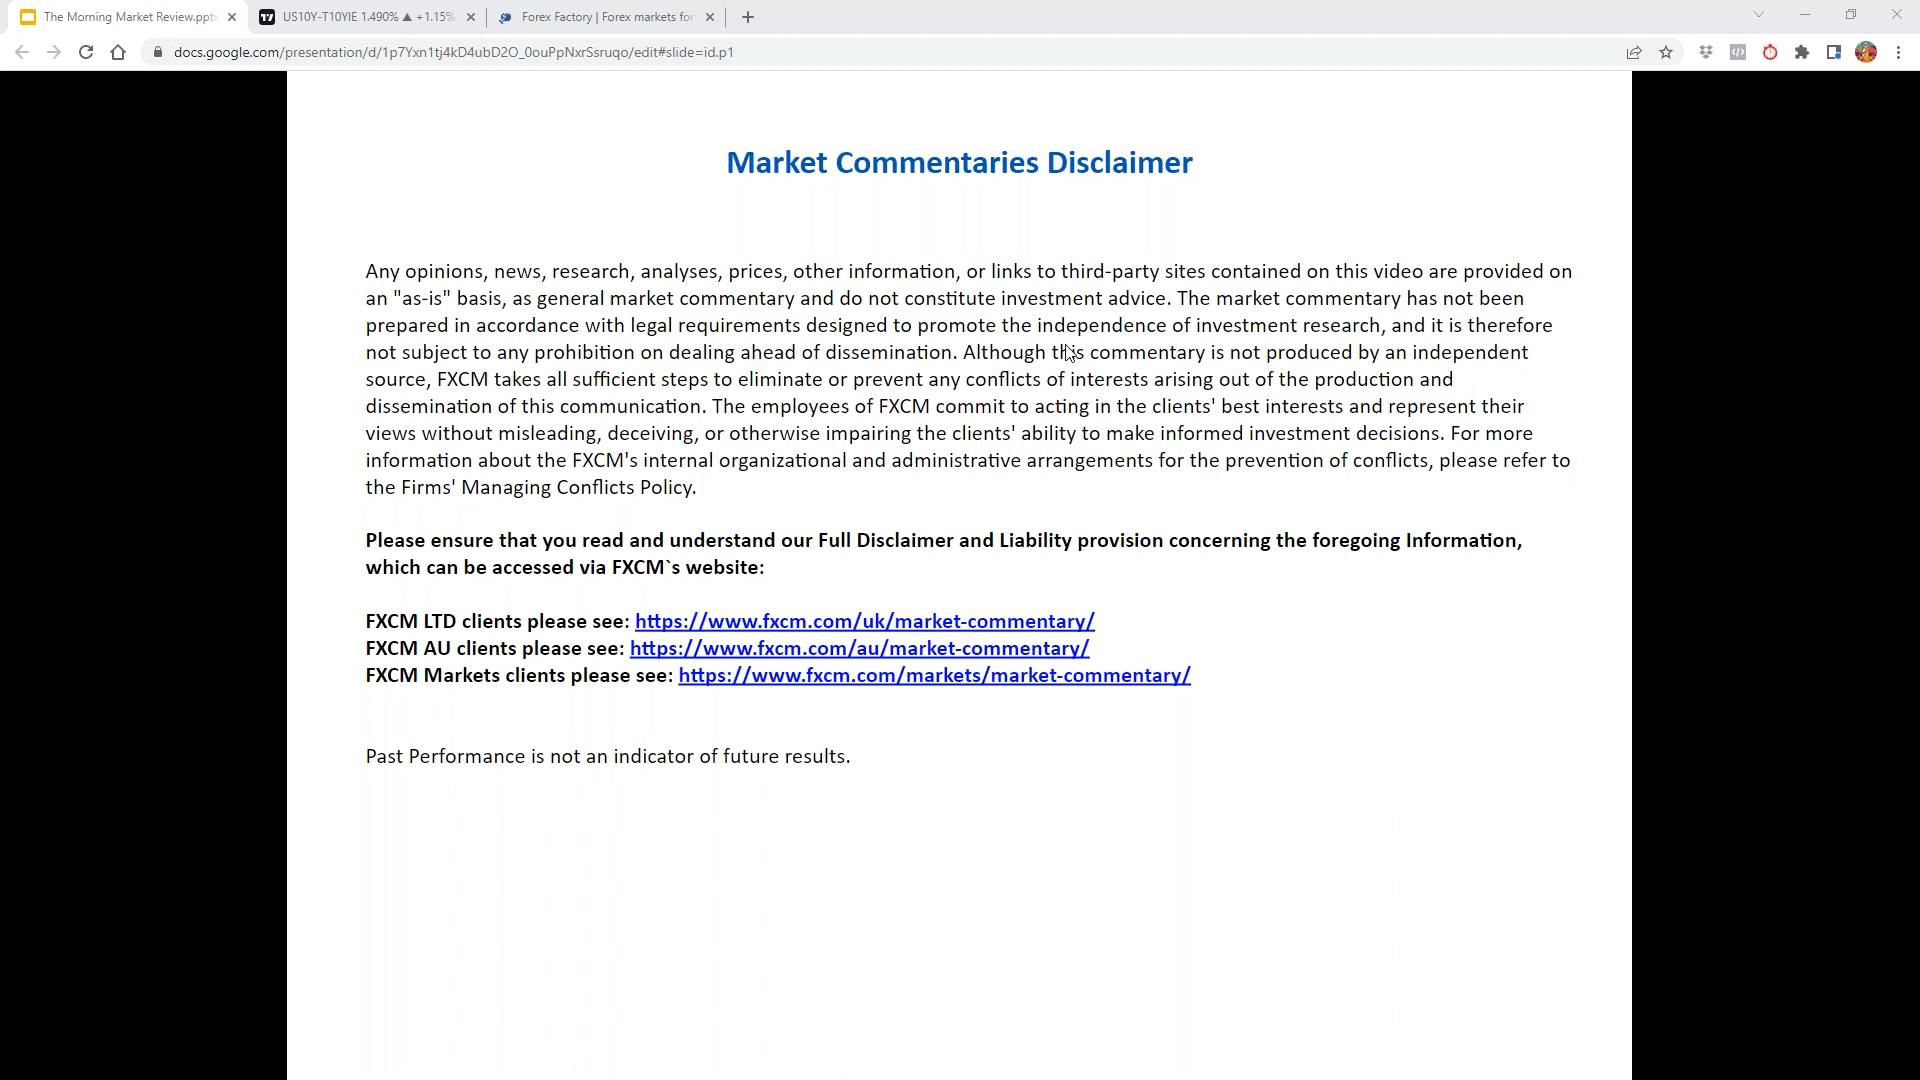 The Morning Market Review.ppt
US10Y-T10YIE 1.490% ▲ +1.15%
Forex Factory | Forex markets for
docs.google.com/presentation/d/1p7Yxn1tj4kD4ubD2O_0ouPpNxrSsruqo/edit#slide=id.p1
Market Commentaries Disclaimer
Any opinions, news, research, analyses, prices, other information, or links to third-party sites contained on this video are provided on
an "as-is" basis, as general market commentary and do not constitute investment advice. The market commentary has not been
prepared in accordance with legal requirements designed to promote the independence of investment research, and it is therefore
not subject to any prohibition on dealing ahead of dissemination. Although this commentary is not produced by an independent
source, FXCM takes all sufficient steps to eliminate or prevent any conflicts of interests arising out of the production and
dissemination of this communication. The employees of FXCM commit to acting in the clients' best interests and represent their
views without misleading, deceiving, or otherwise impairing the clients' ability to make informed investment decisions. For more
information about the FXCM's internal organizational and administrative arrangements for the prevention of conflicts, please refer to
the Firms' Managing Conflicts Policy.
Please ensure that you read and understand our Full Disclaimer and Liability provision concerning the foregoing Information,
which can be accessed via FXCM`s website:
FXCM LTD clients please see: https://www.fxcm.com/uk/market-commentary/
FXCM AU clients please see: https://www.fxcm.com/au/market-commentary/
FXCM Markets clients please see: https://www.fxcm.com/markets/market-commentary/
Past Performance is not an indicator of future results.